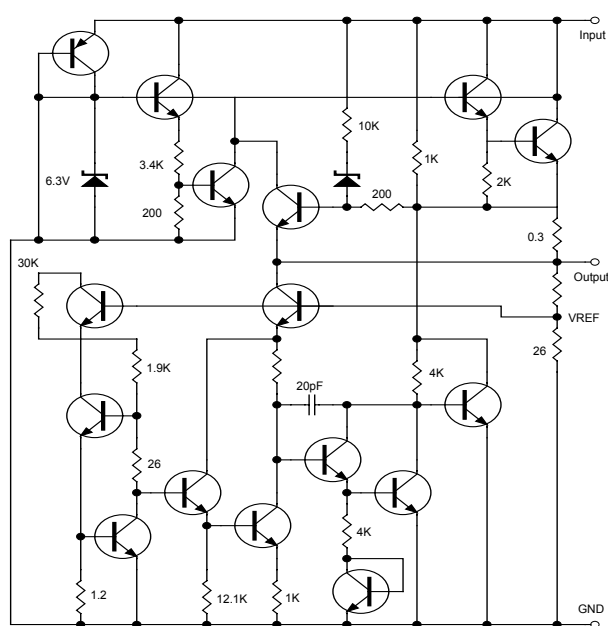 Input
10K
3.4K
1K
6.3V
2K
200
200
0.3
30K
Output
VREF
1.9K
26
20pF
4K
26
4K
1.2
12.1K
1K
GND